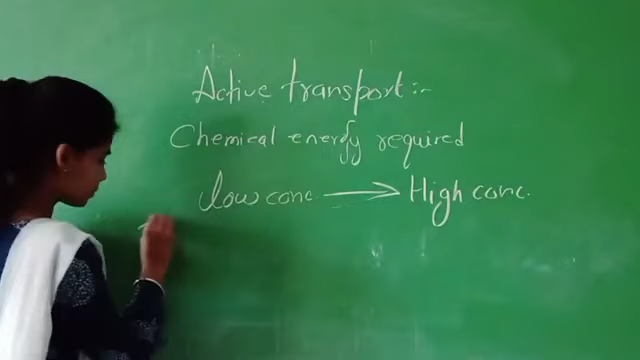 Active transport:-
Chemical energy required
low conc → High conc.